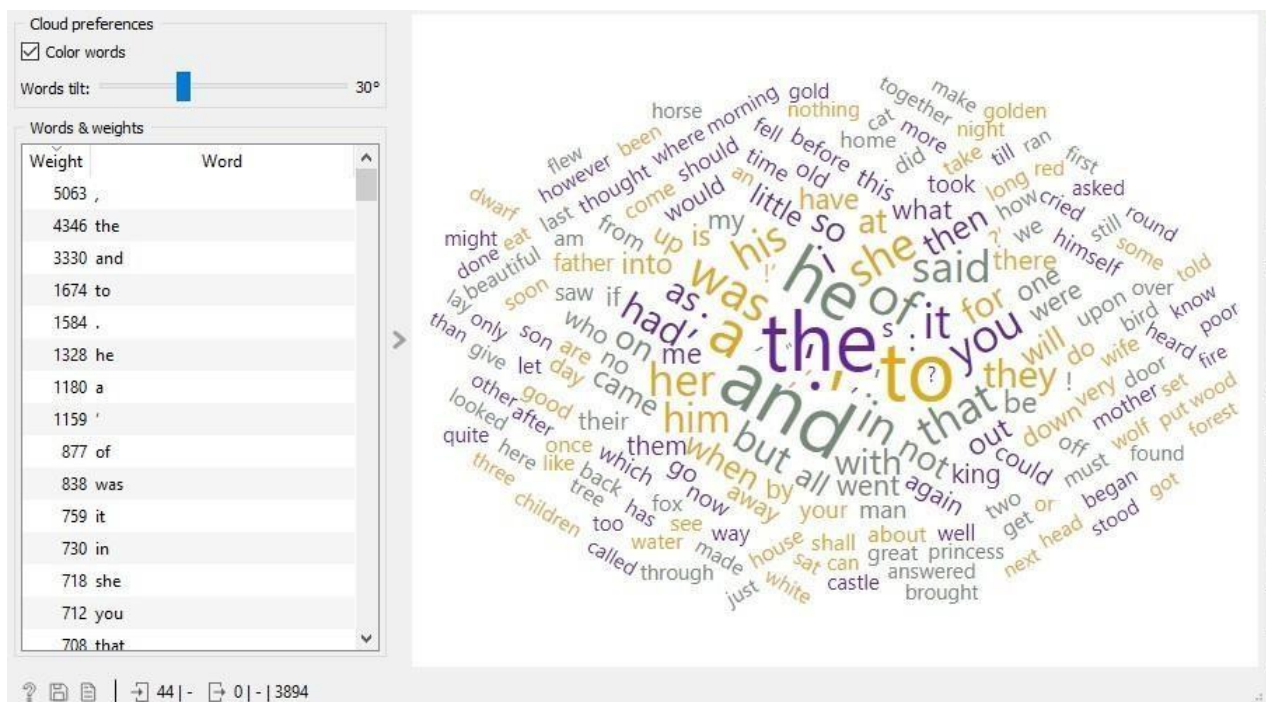 Cloud preferences
Color words
Words tilt: 30°
Words & weights
Weight Word
5063 ,
4346 the
3330 and
1674 to
1584 .
1328 he
1180 a
1159 '
877 of
838 was
759 it
730 in
718 she
712 you
708 that
44 | - 0 | - | 3894
together make
horse morning gold nothing cat golden
flew however been where fell before home more night
thought should time old this did take till ran first
dwarf last come would an little so have took long red
might eat am from my his at what how cried asked
done beautiful father into up is i she then ?' we himself still round
lay soon saw if was he of said there one some told
than only son who had as . s : it for were upon over bird know
give let are on me a the you will do wife heard poor
other day no came her and to ? they ! very door mother set fire
looked after good their him in that be down wolf put wood
quite here once which them but not out off must found forest
three like back go when all with king could
children tree has fox now away by went again two or began got
too see your man get head stood
called water way house shall about well next
through made sat can great princess
just white castle answered
brought